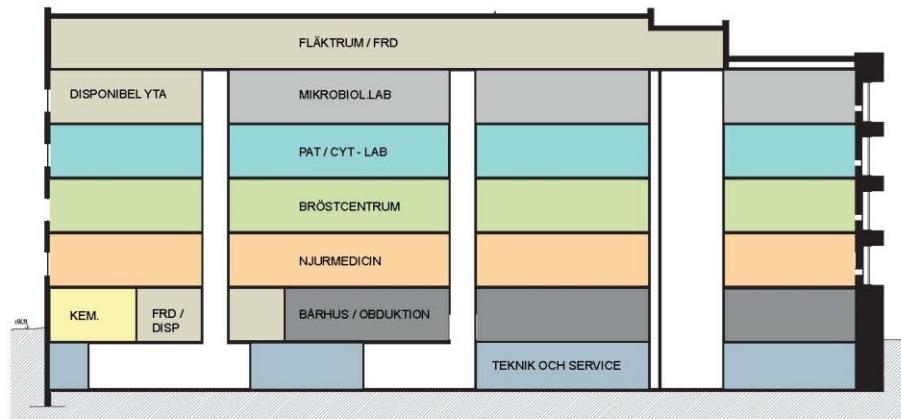 FLÄKTRUM / FRD
DISPONIBEL YTA
MIKROBIOL.LAB
PAT / CYT - LAB
BRÖSTCENTRUM
NJURMEDICIN
KEM.
FRD /
DISP
BÅRHUS / OBDUKTION
TEKNIK OCH SERVICE